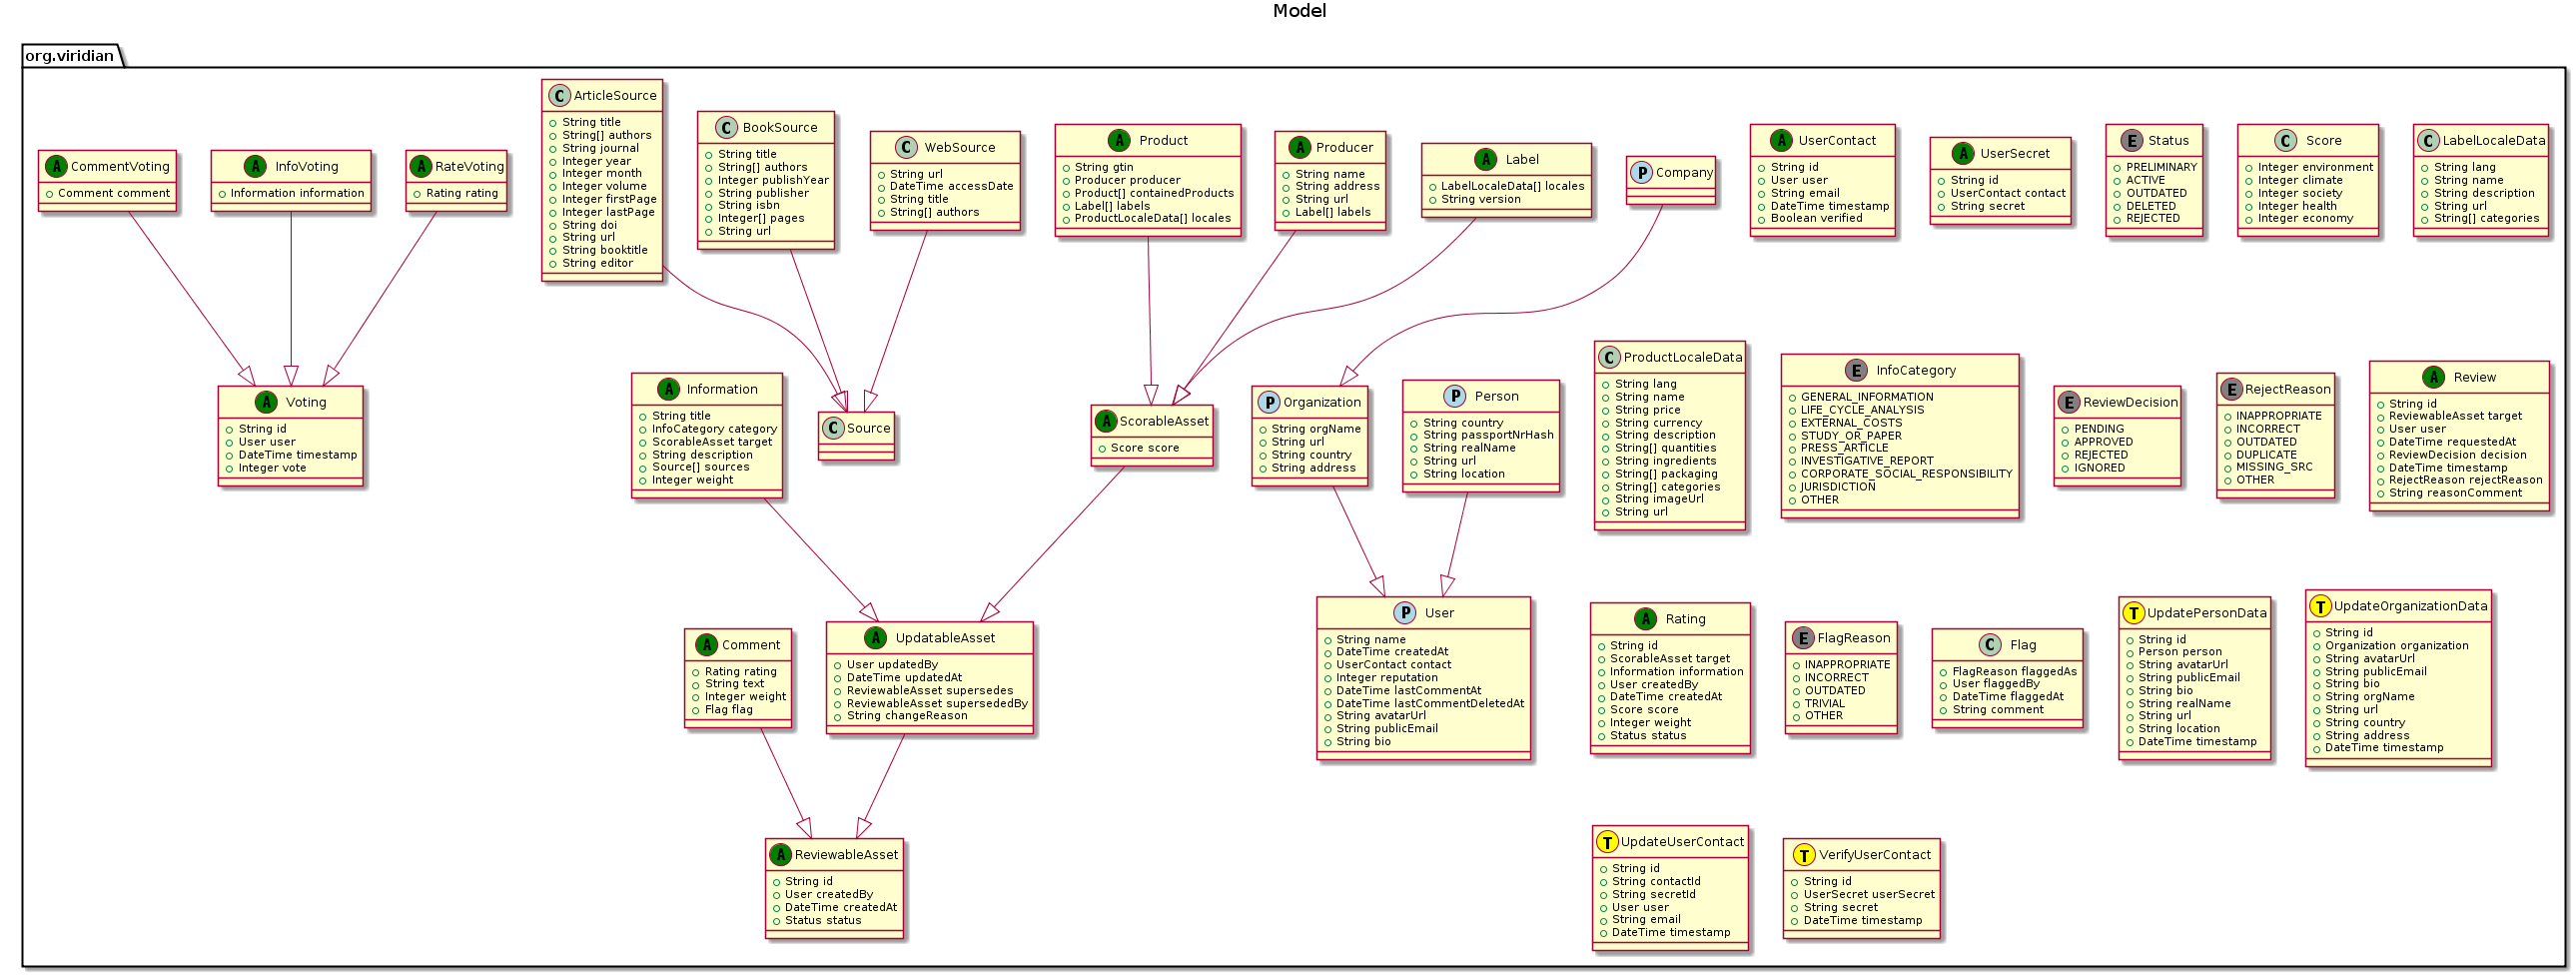 Model
org.viridian
A CommentVoting
Comment comment
A InfoVoting
Information information
A RateVoting
Rating rating
C ArticleSource
String title
String[] authors
String journal
Integer year
Integer month
Integer volume
Integer firstPage
Integer lastPage
String doi
String url
String booktitle
String editor
C BookSource
String title
String[] authors
Integer publishYear
String publisher
String isbn
Integer[] pages
String url
C WebSource
String url
DateTime accessDate
String title
String[] authors
A Product
String gtin
Producer producer
Product[] containedProducts
Label[] labels
ProductLocaleData[] locales
A Producer
String name
String address
String url
Label[] labels
A Label
LabelLocaleData[] locales
String version
P Company
A UserContact
String id
User user
String email
DateTime timestamp
Boolean verified
A UserSecret
String id
UserContact contact
String secret
E Status
PRELIMINARY
ACTIVE
OUTDATED
DELETED
REJECTED
C Score
Integer environment
Integer climate
Integer society
Integer health
Integer economy
C LabelLocaleData
String lang
String name
String description
String url
String[] categories
A Voting
String id
User user
DateTime timestamp
Integer vote
A Information
String title
InfoCategory category
ScorableAsset target
String description
Source[] sources
Integer weight
C Source
A ScorableAsset
Score score
P Organization
String orgName
String url
String country
String address
P Person
String country
String passportNrHash
String realName
String url
String location
C ProductLocaleData
String lang
String name
String price
String currency
String description
String[] quantities
String ingredients
String[] packaging
String[] categories
String imageUrl
String url
E InfoCategory
GENERAL_INFORMATION
LIFE_CYCLE_ANALYSIS
EXTERNAL_COSTS
STUDY_OR_PAPER
PRESS_ARTICLE
INVESTIGATIVE_REPORT
CORPORATE_SOCIAL_RESPONSIBILITY
JURISDICTION
OTHER
E ReviewDecision
PENDING
APPROVED
REJECTED
IGNORED
E RejectReason
INAPPROPRIATE
INCORRECT
OUTDATED
DUPLICATE
MISSING_SRC
OTHER
A Review
String id
ReviewableAsset target
User user
DateTime requestedAt
ReviewDecision decision
DateTime timestamp
RejectReason rejectReason
String reasonComment
A Comment
Rating rating
String text
Integer weight
Flag flag
A UpdatableAsset
User updatedBy
DateTime updatedAt
ReviewableAsset supersedes
ReviewableAsset supersededBy
String changeReason
P User
String name
DateTime createdAt
UserContact contact
Integer reputation
DateTime lastCommentAt
DateTime lastCommentDeletedAt
String avatarUrl
String publicEmail
String bio
A Rating
String id
ScorableAsset target
Information information
User createdBy
DateTime createdAt
Score score
Integer weight
Status status
E FlagReason
INAPPROPRIATE
INCORRECT
OUTDATED
TRIVIAL
OTHER
C Flag
FlagReason flaggedAs
User flaggedBy
DateTime flaggedAt
String comment
T UpdatePersonData
String id
Person person
String avatarUrl
String publicEmail
String bio
String realName
String url
String location
DateTime timestamp
T UpdateOrganizationData
String id
Organization organization
String avatarUrl
String publicEmail
String bio
String orgName
String url
String country
String address
DateTime timestamp
A ReviewableAsset
String id
User createdBy
DateTime createdAt
Status status
T UpdateUserContact
String id
String contactId
String secretId
User user
String email
DateTime timestamp
T VerifyUserContact
String id
UserSecret userSecret
String secret
DateTime timestamp